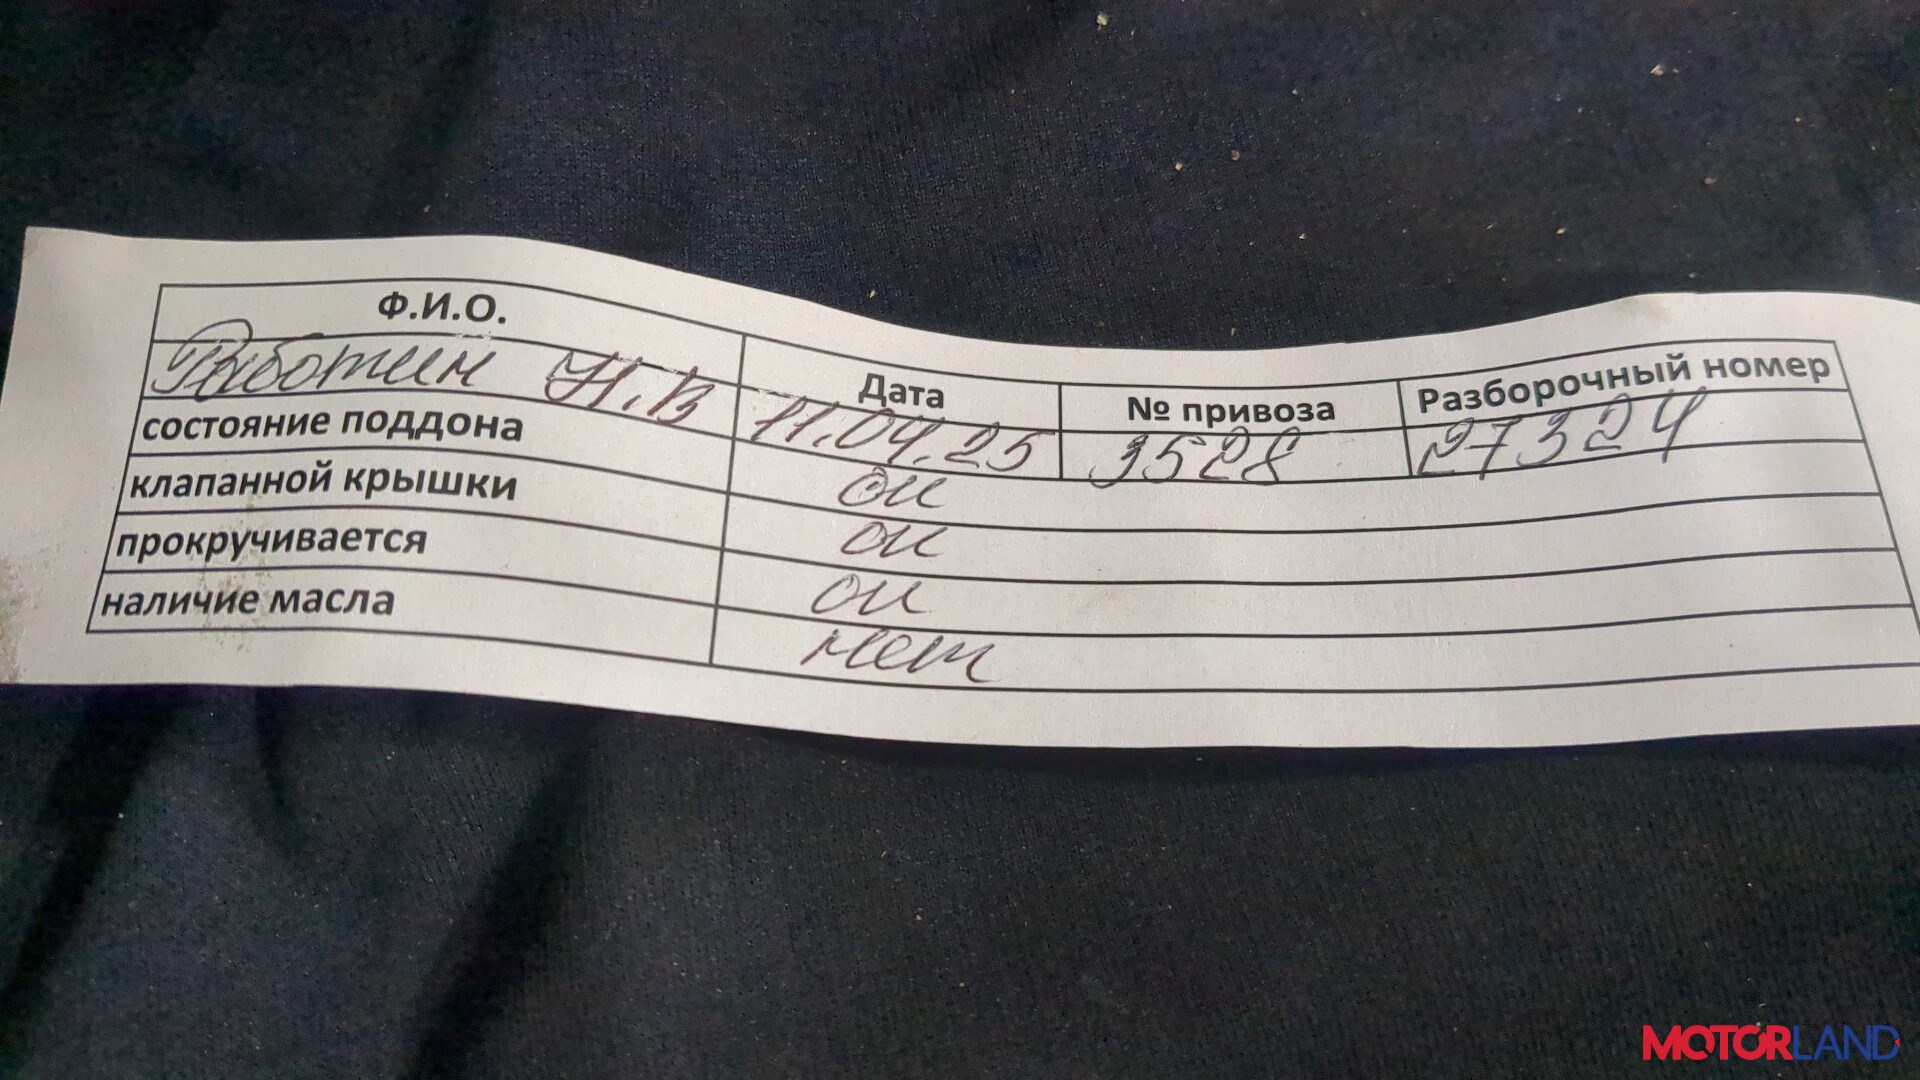 Ф.И.О. Дата № привоза Разборочный номер
Рыботин Н.В 11.04.25 3528 27324
состояние поддона ок
клапанной крышки ок
прокручивается ок
наличие масла нет
MOTORLAND